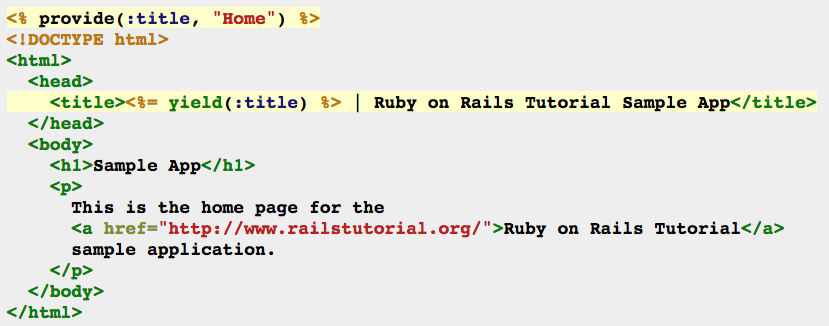 <% provide(:title, "Home") %>
<!DOCTYPE html>
<html>
  <head>
    <title><%= yield(:title) %> | Ruby on Rails Tutorial Sample App</title>
  </head>
  <body>
    <h1>Sample App</h1>
    <p>
      This is the home page for the
      <a href="http://www.railstutorial.org/">Ruby on Rails Tutorial</a>
      sample application.
    </p>
  </body>
</html>